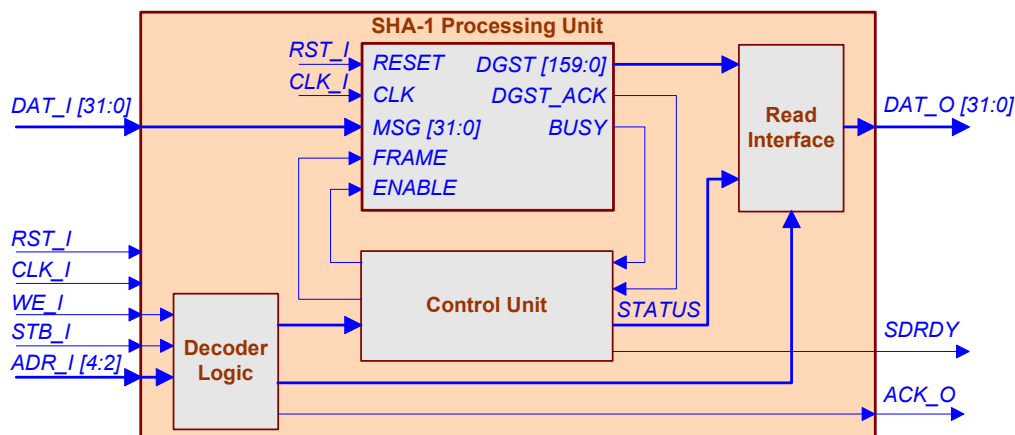 SHA-1 Processing Unit
RST_I
CLK_I
RESET
CLK
MSG [31:0]
FRAME
ENABLE
DGST [159:0]
DGST_ACK
BUSY
DAT_I [31:0]
Read
Interface
DAT_O [31:0]
RST_I
CLK_I
WE_I
STB_I
ADR_I [4:2]
Decoder
Logic
Control Unit
STATUS
SDRDY
ACK_O